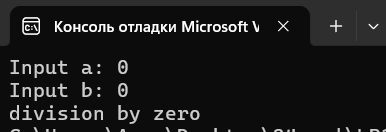 Консоль отладки Microsoft V
Input a: 0
Input b: 0
division by zero